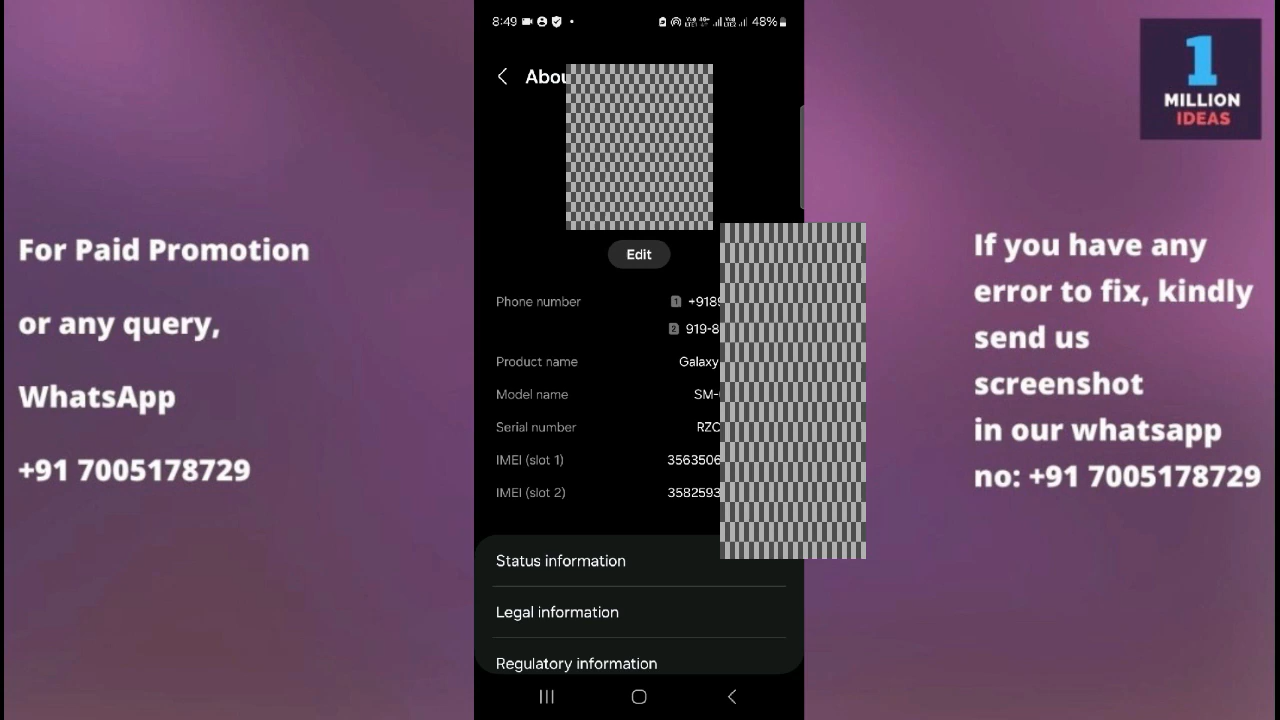 For Paid Promotion
or any query,
WhatsApp
+91 7005178729
8:49
48%
Abou
Edit
Phone number 1 +9189
2 919-8
Product name Galaxy
Model name SM-
Serial number RZC
IMEI (slot 1) 3563506
IMEI (slot 2) 3582593
Status information
Legal information
Regulatory information
1
MILLION
IDEAS
If you have any
error to fix, kindly
send us
screenshot
in our whatsapp
no: +91 7005178729